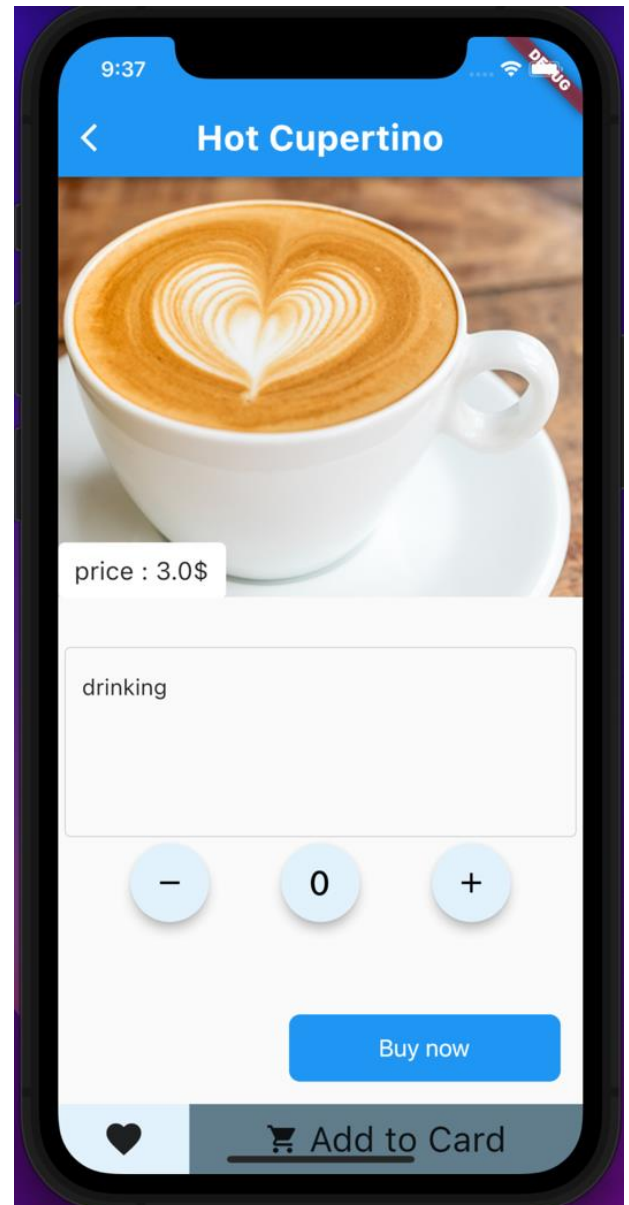 9:37
DEBUG
Hot Cupertino
price : 3.0$
drinking
0
Buy now
Add to Card